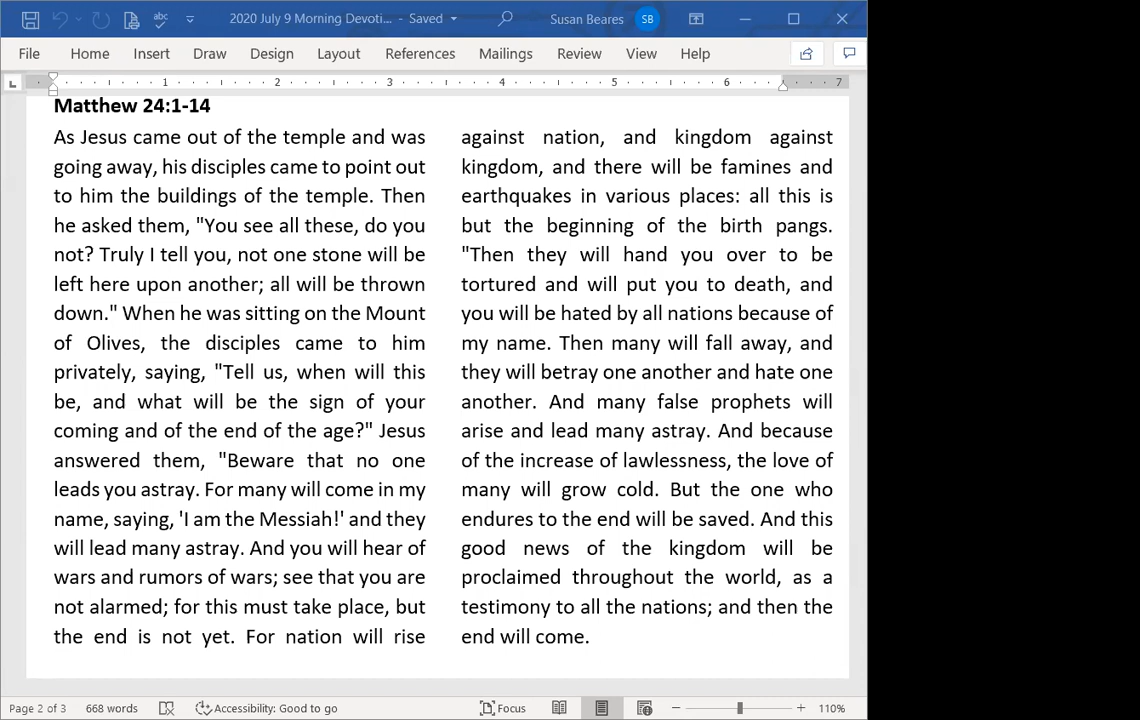 2020 July 9 Morning Devoti... - Saved
Susan Beares
SB
File Home Insert Draw Design Layout References Mailings Review View Help
1 2 3 4 5 6 7
Matthew 24:1-14
As Jesus came out of the temple and was
going away, his disciples came to point out
to him the buildings of the temple. Then
he asked them, "You see all these, do you
not? Truly I tell you, not one stone will be
left here upon another; all will be thrown
down." When he was sitting on the Mount
of Olives, the disciples came to him
privately, saying, "Tell us, when will this
be, and what will be the sign of your
coming and of the end of the age?" Jesus
answered them, "Beware that no one
leads you astray. For many will come in my
name, saying, 'I am the Messiah!' and they
will lead many astray. And you will hear of
wars and rumors of wars; see that you are
not alarmed; for this must take place, but
the end is not yet. For nation will rise
against nation, and kingdom against
kingdom, and there will be famines and
earthquakes in various places: all this is
but the beginning of the birth pangs.
"Then they will hand you over to be
tortured and will put you to death, and
you will be hated by all nations because of
my name. Then many will fall away, and
they will betray one another and hate one
another. And many false prophets will
arise and lead many astray. And because
of the increase of lawlessness, the love of
many will grow cold. But the one who
endures to the end will be saved. And this
good news of the kingdom will be
proclaimed throughout the world, as a
testimony to all the nations; and then the
end will come.
Page 2 of 3 668 words Accessibility: Good to go Focus 110%